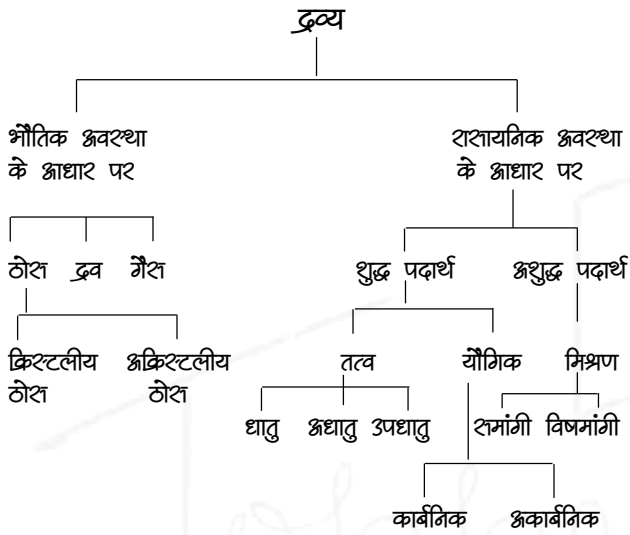 द्रव्य
भौतिक अवस्था
के आधार पर
रासायनिक अवस्था
के आधार पर
ठोस द्रव गैस
शुद्ध पदार्थ अशुद्ध पदार्थ
क्रिस्टलीय
ठोस
अक्रिस्टलीय
ठोस
तत्व यौगिक मिश्रण
धातु अधातु उपधातु
समांगी विषमांगी
कार्बनिक अकार्बनिक